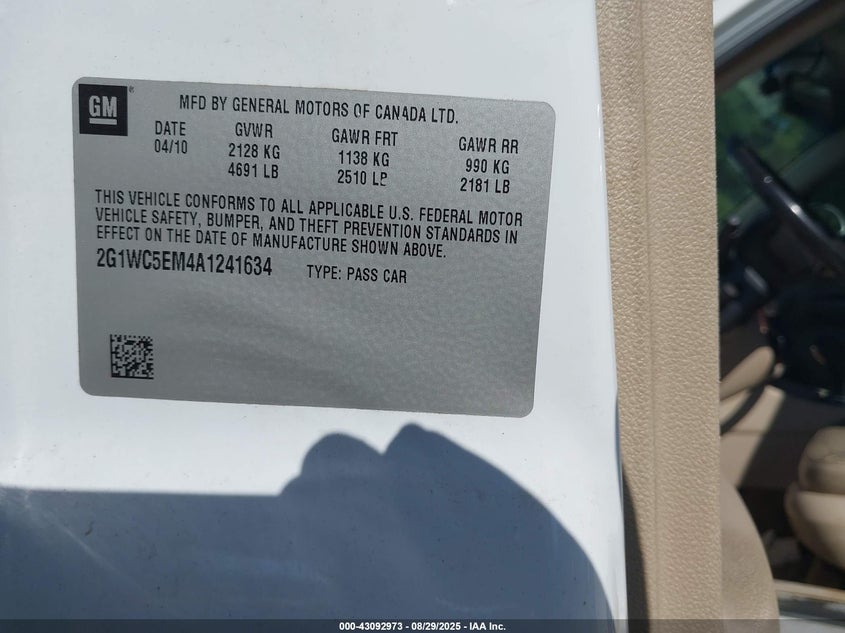 GM
MFD BY GENERAL MOTORS OF CANADA LTD.
DATE GVWR GAWR FRT GAWR RR
04/10 2128 KG 1138 KG 990 KG
4691 LB 2510 LB 2181 LB
THIS VEHICLE CONFORMS TO ALL APPLICABLE U.S. FEDERAL MOTOR
VEHICLE SAFETY, BUMPER, AND THEFT PREVENTION STANDARDS IN
EFFECT ON THE DATE OF MANUFACTURE SHOWN ABOVE.
2G1WC5EM4A1241634 TYPE: PASS CAR
000-43092973 - 08/29/2025 - IAA Inc.